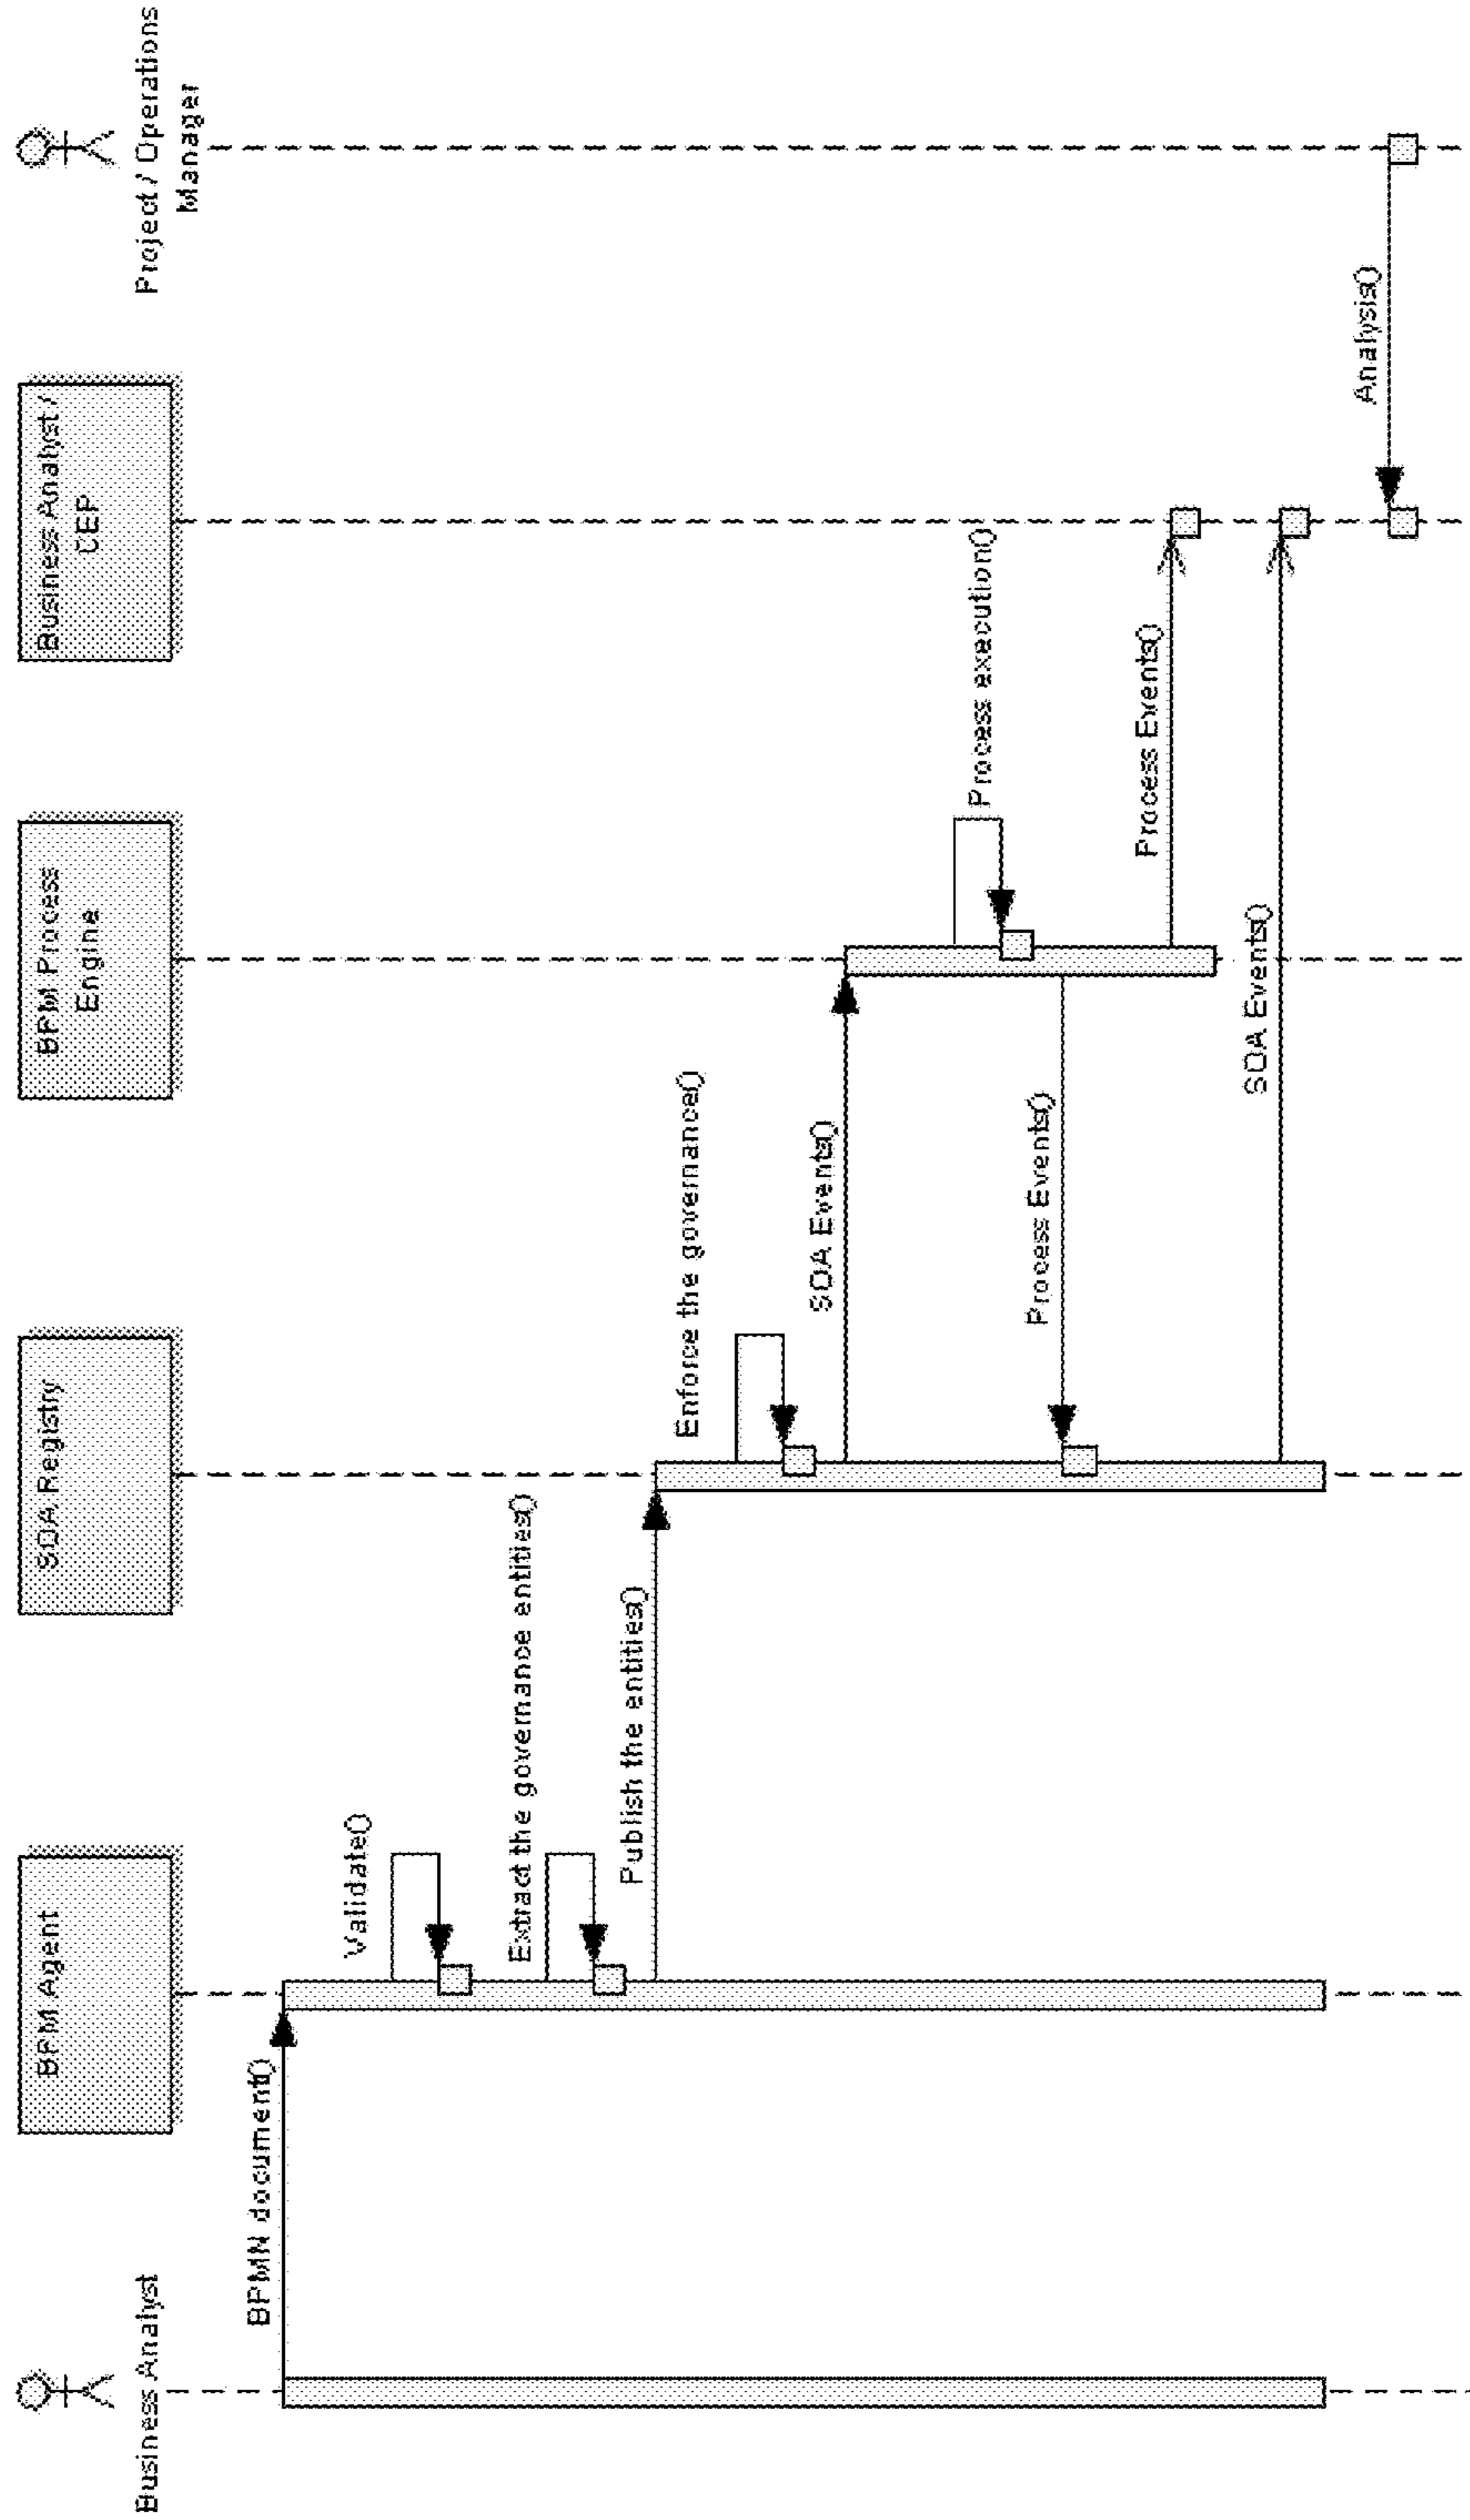 Business Analyst
BPM Agent
SOA Registry
BPM Process
Engine
Business Analyst /
CEP
Project / Operations
Manager
BPMN document()
Validate()
Extract the governance entities()
Publish the entities()
Enforce the governance()
SOA Events()
Process execution()
Process Events()
Process Events()
SOA Events()
Analysis()